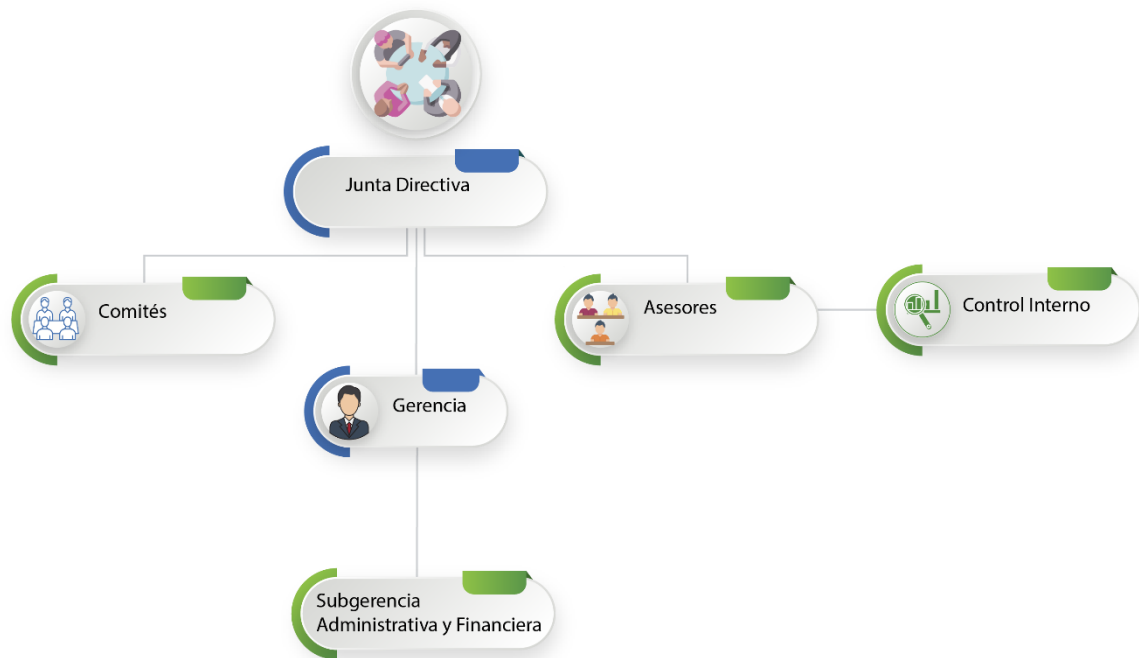 Junta Directiva
Comités
Asesores
Control Interno
Gerencia
Subgerencia
Administrativa y Financiera